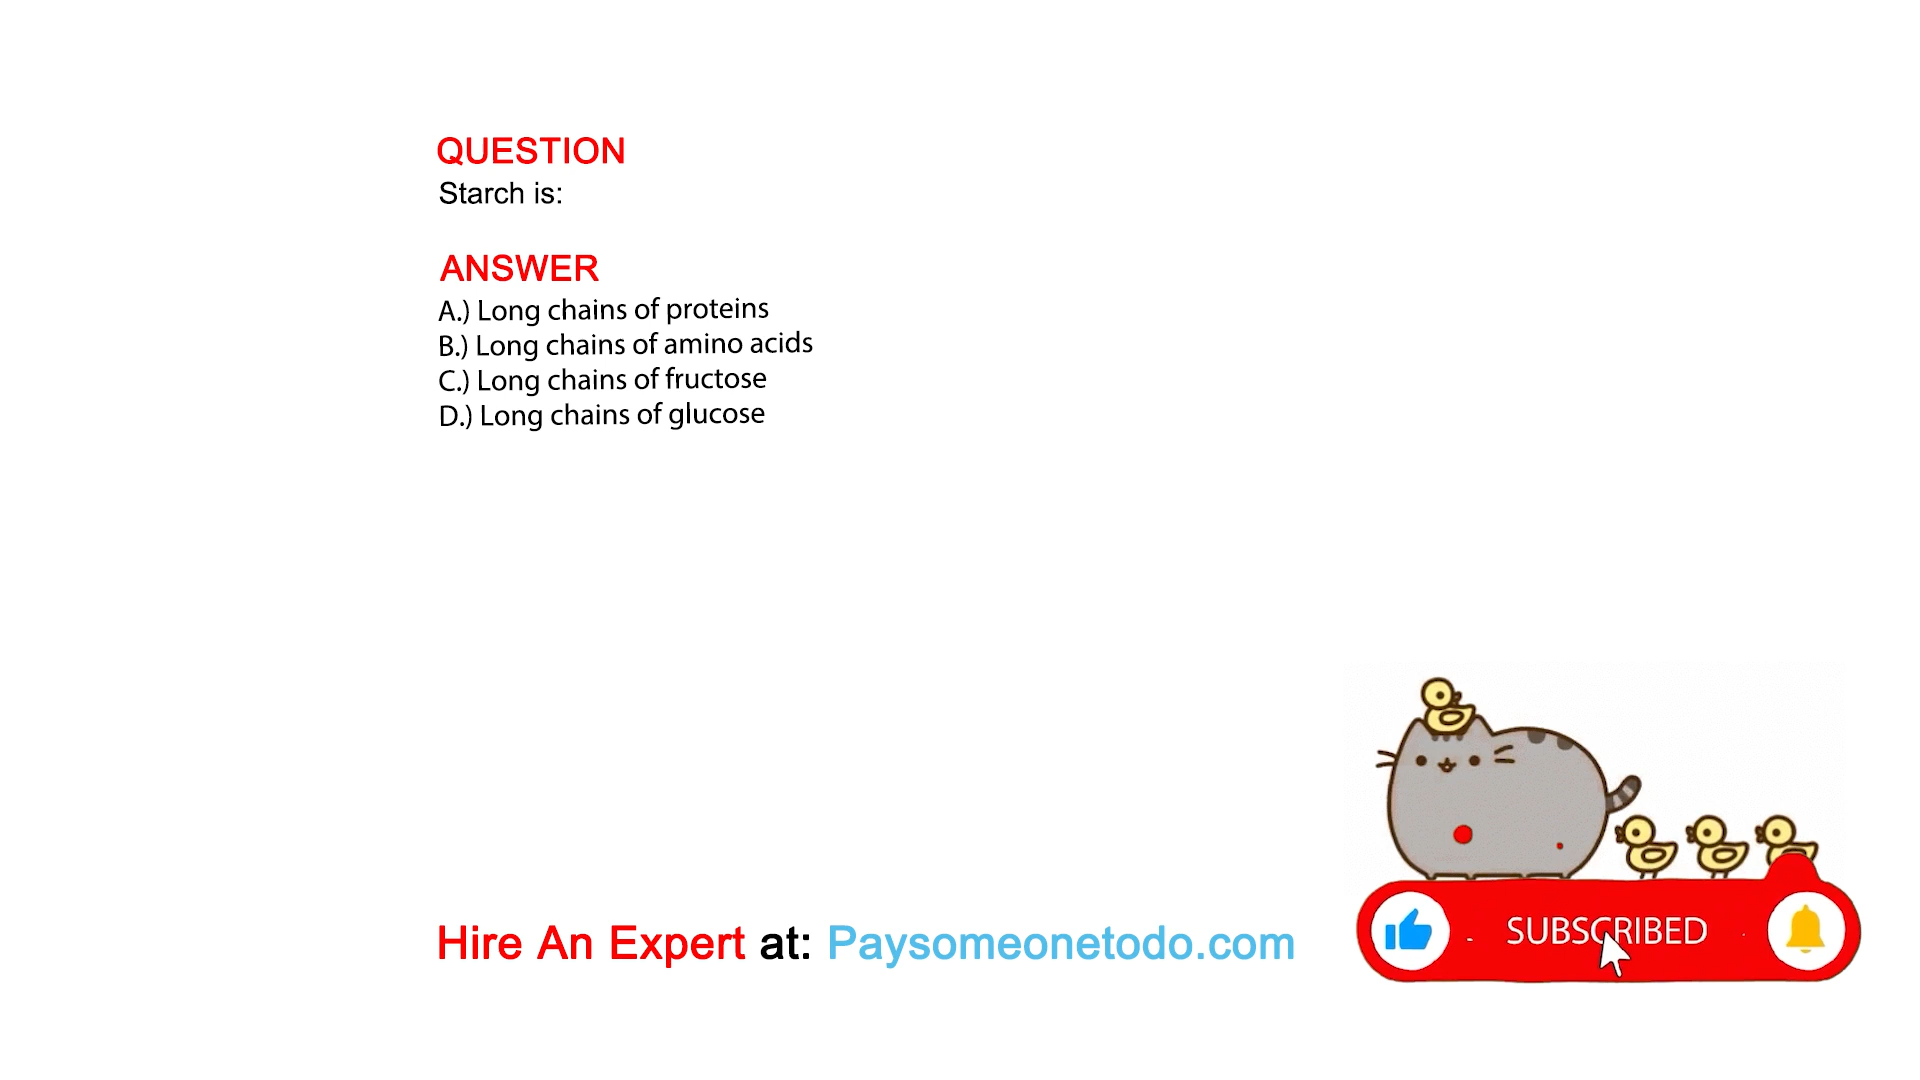 QUESTION
Starch is:
ANSWER
A.) Long chains of proteins
B.) Long chains of amino acids
C.) Long chains of fructose
D.) Long chains of glucose
Hire An Expert at: Paysomeonetodo.com
SUBSCRIBED